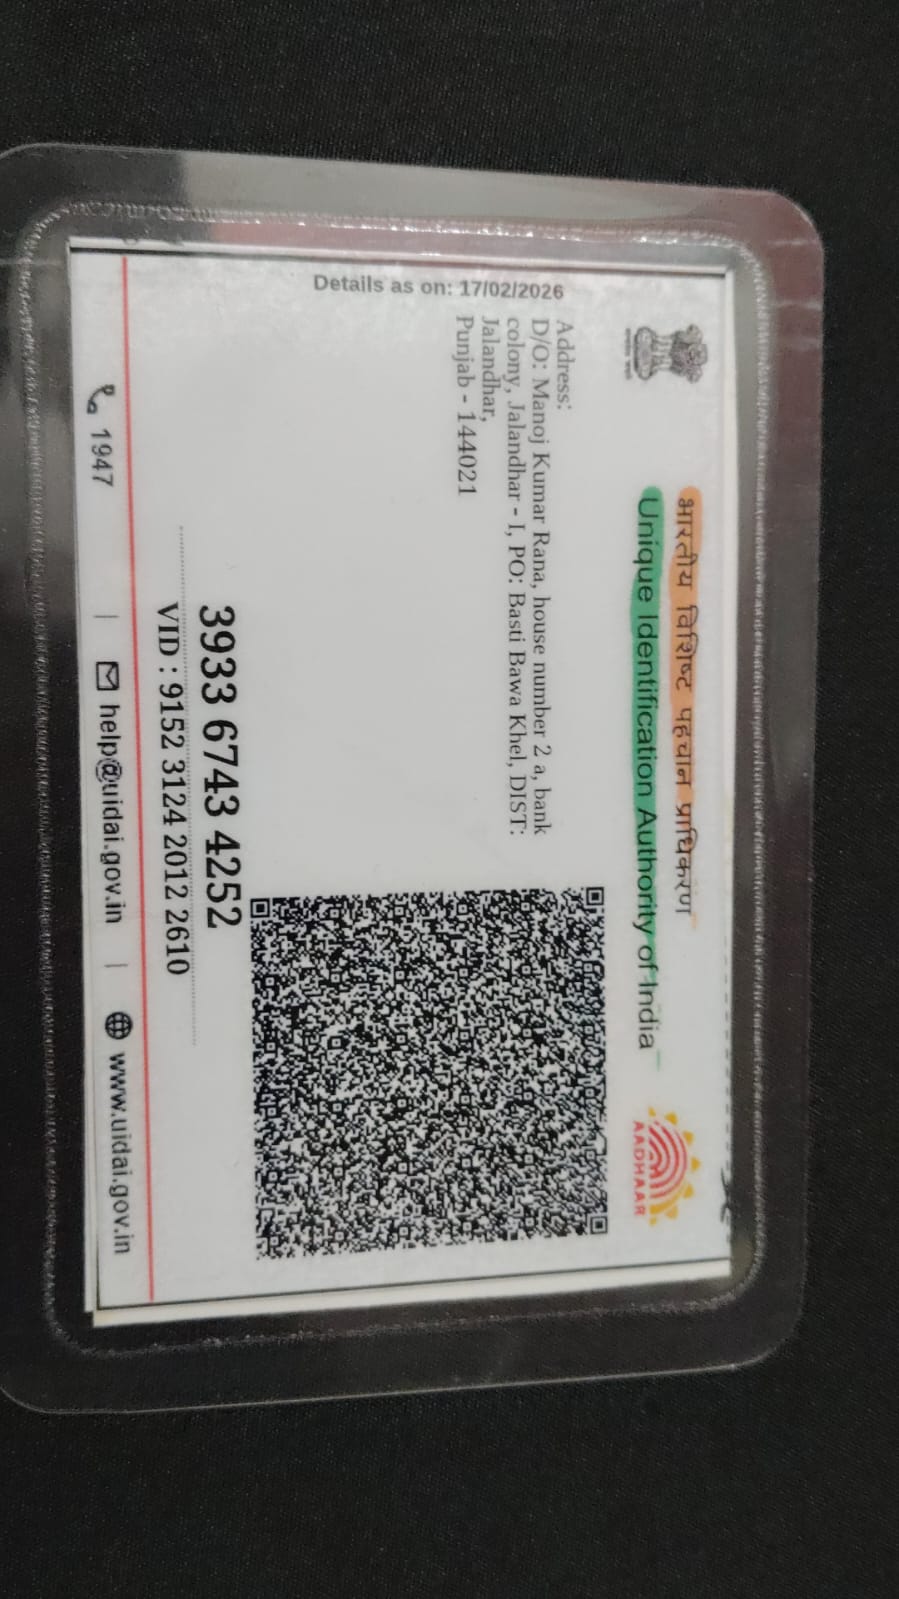 भारतीय विशिष्ट पहचान प्राधिकरण
Unique Identification Authority of India
AADHAAR
Details as on: 17/02/2026
Address:
D/O: Manoj Kumar Rana, house number 2 a, bank
colony, Jalandhar - I, PO: Basti Bawa Khel, DIST:
Jalandhar,
Punjab - 144021
3933 6743 4252
VID : 9152 3124 2012 2610
1947 | help@uidai.gov.in | www.uidai.gov.in